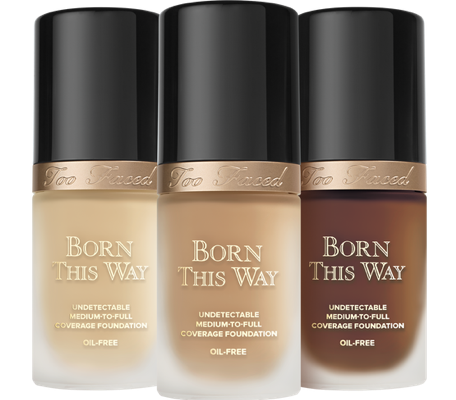 Too Faced
BORN
THIS WAY
UNDETECTABLE
MEDIUM-TO-FULL
COVERAGE FOUNDATION
OIL-FREE
Too Faced
BORN
THIS WAY
UNDETECTABLE
MEDIUM-TO-FULL
COVERAGE FOUNDATION
OIL-FREE
Too Faced
BORN
THIS WAY
UNDETECTABLE
MEDIUM-TO-FULL
COVERAGE FOUNDATION
OIL-FREE